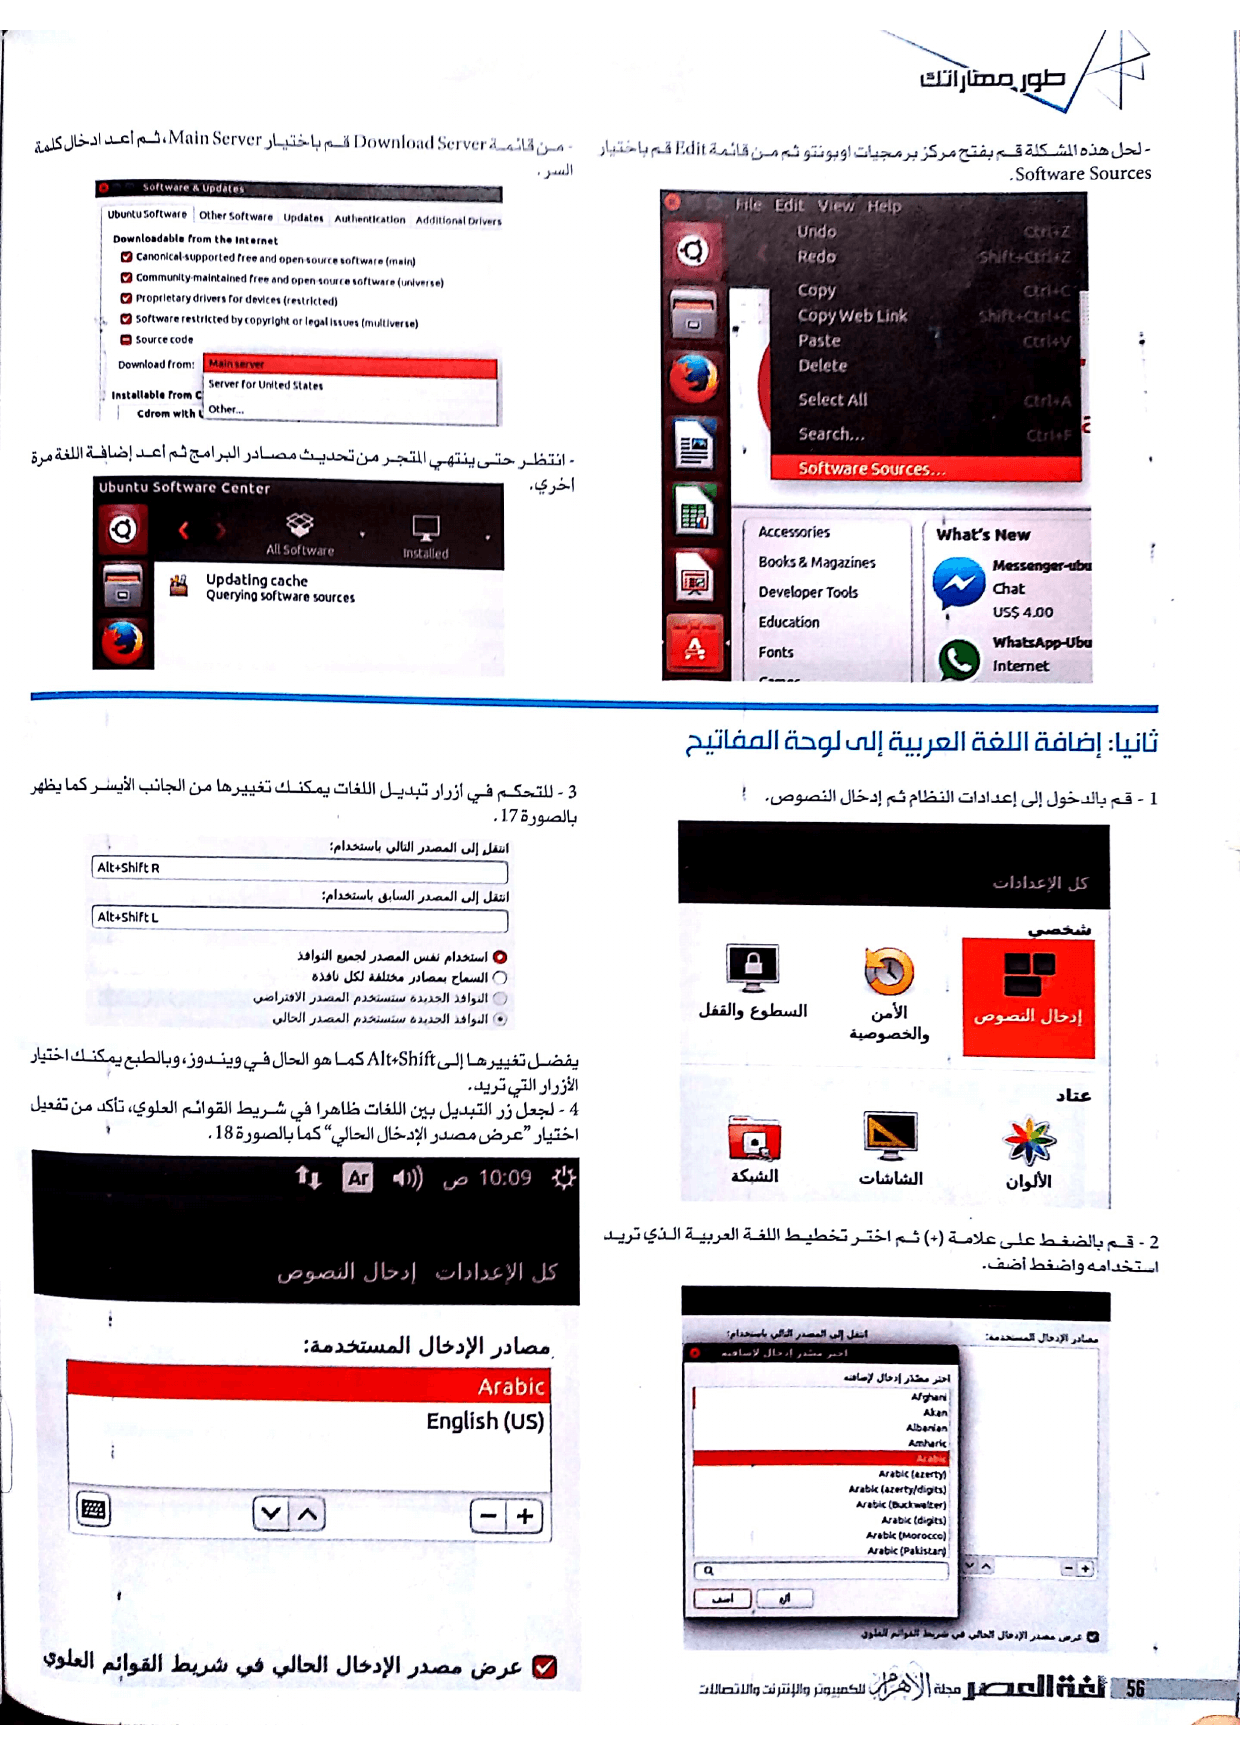 طور مهاراتك
- لحل هذه المشكلة قم بفتح مركز برمجيات اوبونتو ثم من قائمة Edit قم باختيار
Software Sources.
File Edit View Help
Undo Ctrl+Z
Redo Shift+Ctrl+Z
Copy Ctrl+C
Copy Web Link Shift+Ctrl+C
Paste Ctrl+V
Delete
Select All Ctrl+A
Search... Ctrl+F
Software Sources...
Accessories
Books & Magazines
Developer Tools
Education
Fonts
Games
What's New
Messenger-ubu
Chat
US$ 4.00
WhatsApp-Ubu
Internet
- من قائمة Download Server قم باختيار Main Server، ثم أعد ادخال كلمة
السر.
Software & Updates
Ubuntu Software Other Software Updates Authentication Additional Drivers
Downloadable from the Internet
Canonical-supported free and open-source software (main)
Community-maintained free and open-source software (universe)
Proprietary drivers for devices (restricted)
Software restricted by copyright or legal issues (multiverse)
Source code
Download from: Main server
Server for United States
Other...
Installable from C
Cdrom with U
- انتظر حتى ينتهي المتجر من تحديث مصادر البرامج ثم أعد إضافة اللغة مرة
اخري.
Ubuntu Software Center
All Software
Installed
Updating cache
Querying software sources
ثانيا: إضافة اللغة العربية إلى لوحة المفاتيح
1 - قم بالدخول إلى إعدادات النظام ثم إدخال النصوص.
كل الإعدادات
شخصي
إدخال النصوص
الأمن
والخصوصية
السطوع والقفل
عتاد
الألوان
الشاشات
الشبكة
2 - قم بالضغط على علامة (+) ثم اختر تخطيط اللغة العربية الذي تريد
استخدامه واضغط أضف.
مصادر الإدخال المستخدمة:
انتقل إلى المصدر التالي باستخدام:
اختر مصدر إدخال لإضافته
اختر مصدر إدخال لإضافته
Afghani
Akan
Albanian
Amharic
Arabic
Arabic (azerty)
Arabic (azerty/digits)
Arabic (Buckwalter)
Arabic (digits)
Arabic (Morocco)
Arabic (Pakistan)
ألغ
أضف
عرض مصدر الإدخال الحالي في شريط القوائم العلوي
3 - للتحكم في ازرار تبديل اللغات يمكنك تغييرها من الجانب الأيسر كما يظهر
بالصورة 17.
انتقل إلى المصدر التالي باستخدام:
Alt+Shift R
انتقل إلى المصدر السابق باستخدام:
Alt+Shift L
استخدام نفس المصدر لجميع النوافذ
السماح بمصادر مختلفة لكل نافذة
النوافذ الجديدة ستستخدم المصدر الافتراضي
النوافذ الجديدة ستستخدم المصدر الحالي
يفضل تغييرها إلى Alt+Shift كما هو الحال في ويندوز، وبالطبع يمكنك اختيار
الأزرار التي تريد.
4 - لجعل زر التبديل بين اللغات ظاهرا في شريط القوائم العلوي، تأكد من تفعيل
اختيار "عرض مصدر الإدخال الحالي" كما بالصورة 18.
Ar 10:09 ص
كل الإعدادات إدخال النصوص
مصادر الإدخال المستخدمة:
Arabic
English (US)
عرض مصدر الإدخال الحالي في شريط القوائم العلوي
56 لغة العصر مجلة الأهرام للكمبيوتر والإنترنت والاتصالات